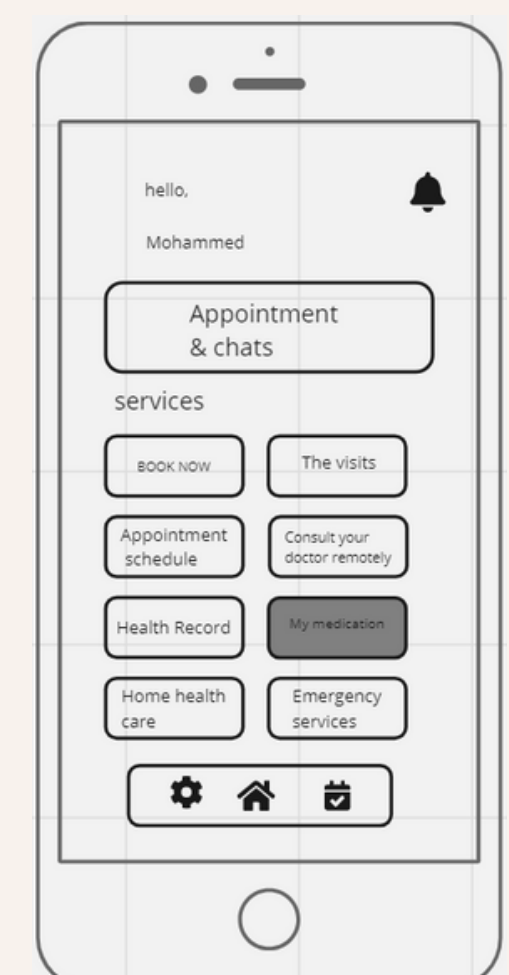 hello,
Mohammed
Appointment
& chats
services
BOOK NOW
The visits
Appointment
schedule
Consult your
doctor remotely
Health Record
My medication
Home health
care
Emergency
services